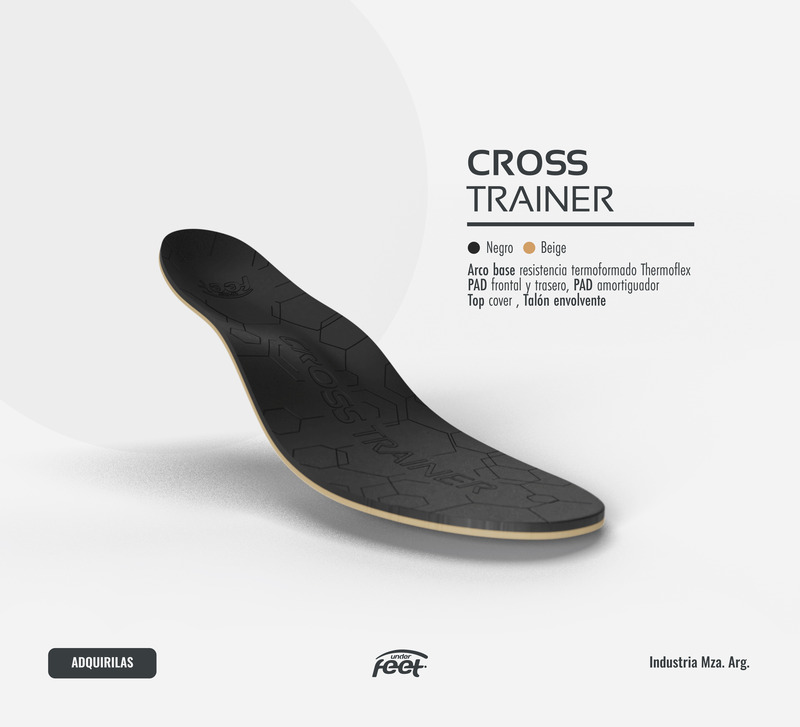 CROSS
TRAINER
Negro Beige
Arco base resistencia termoformado Thermoflex
PAD frontal y trasero, PAD amortiguador
Top cover , Talón envolvente
feet
CROSS TRAINER
ADQUIRILAS
under
feet
Industria Mza. Arg.